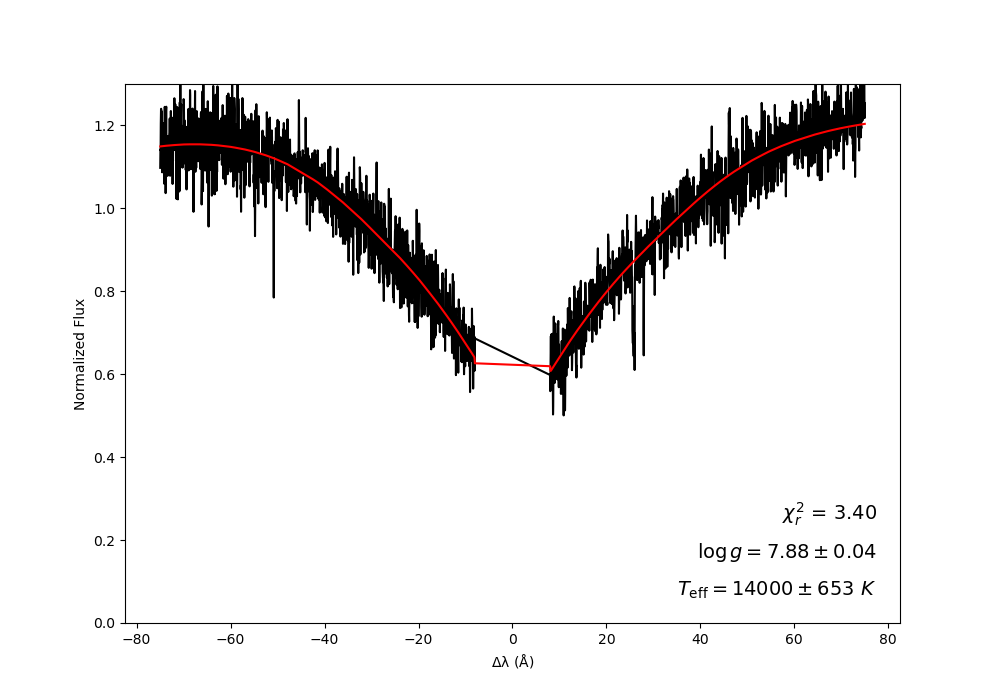 1.2
1.0
0.8
0.6
0.4
0.2
0.0
Normalized Flux
χ²ᵣ = 3.40
log g = 7.88 ± 0.04
T_eff = 14000 ± 653 K
−80 −60 −40 −20 0 20 40 60 80
Δλ (Å)